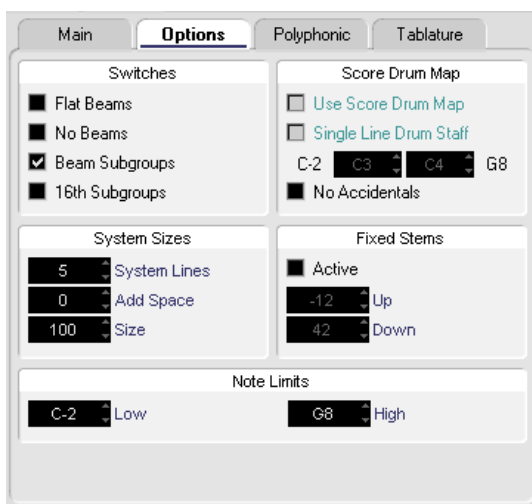 Main Options Polyphonic Tablature
Switches
Flat Beams
No Beams
Beam Subgroups
16th Subgroups
Score Drum Map
Use Score Drum Map
Single Line Drum Staff
C-2 C3 C4 G8
No Accidentals
System Sizes
5 System Lines
0 Add Space
100 Size
Fixed Stems
Active
-12 Up
42 Down
Note Limits
C-2 Low G8 High